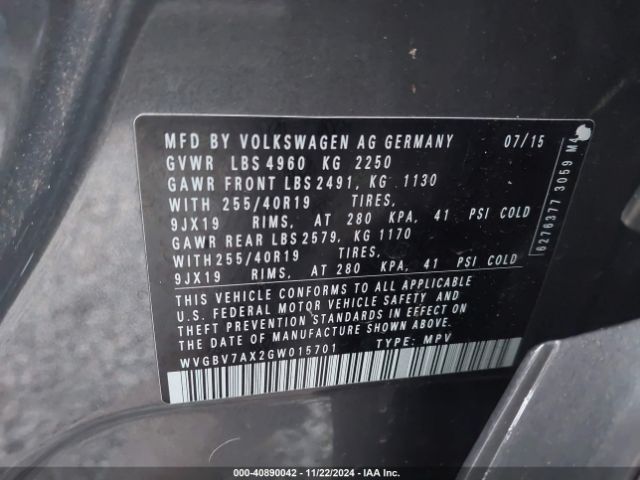 MFD BY VOLKSWAGEN AG GERMANY 07/15
GVWR LBS 4960 KG 2250
GAWR FRONT LBS 2491, KG 1130
WITH 255/40R19 TIRES,
9JX19 RIMS, AT 280 KPA, 41 PSI COLD
GAWR REAR LBS 2579, KG 1170
WITH 255/40R19 TIRES,
9JX19 RIMS, AT 280 KPA, 41 PSI COLD
THIS VEHICLE CONFORMS TO ALL APPLICABLE
U.S. FEDERAL MOTOR VEHICLE SAFETY AND
THEFT PREVENTION STANDARDS IN EFFECT ON
THE DATE OF MANUFACTURE SHOWN ABOVE.
WVGBV7AX2GW015701 TYPE: MPV
6276377 3059
000-40890042 - 11/22/2024 - IAA Inc.